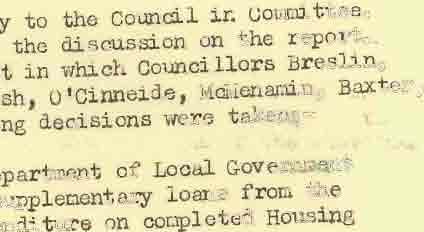 y to the Council in Committee.
the discussion on the report.
t in which Councillors Breslin,
sh, O'Cinneide, McMenamin, Baxter,
ng decisions were taken:-
partment of Local Government
upplementary loans from the
nditure on completed Housing